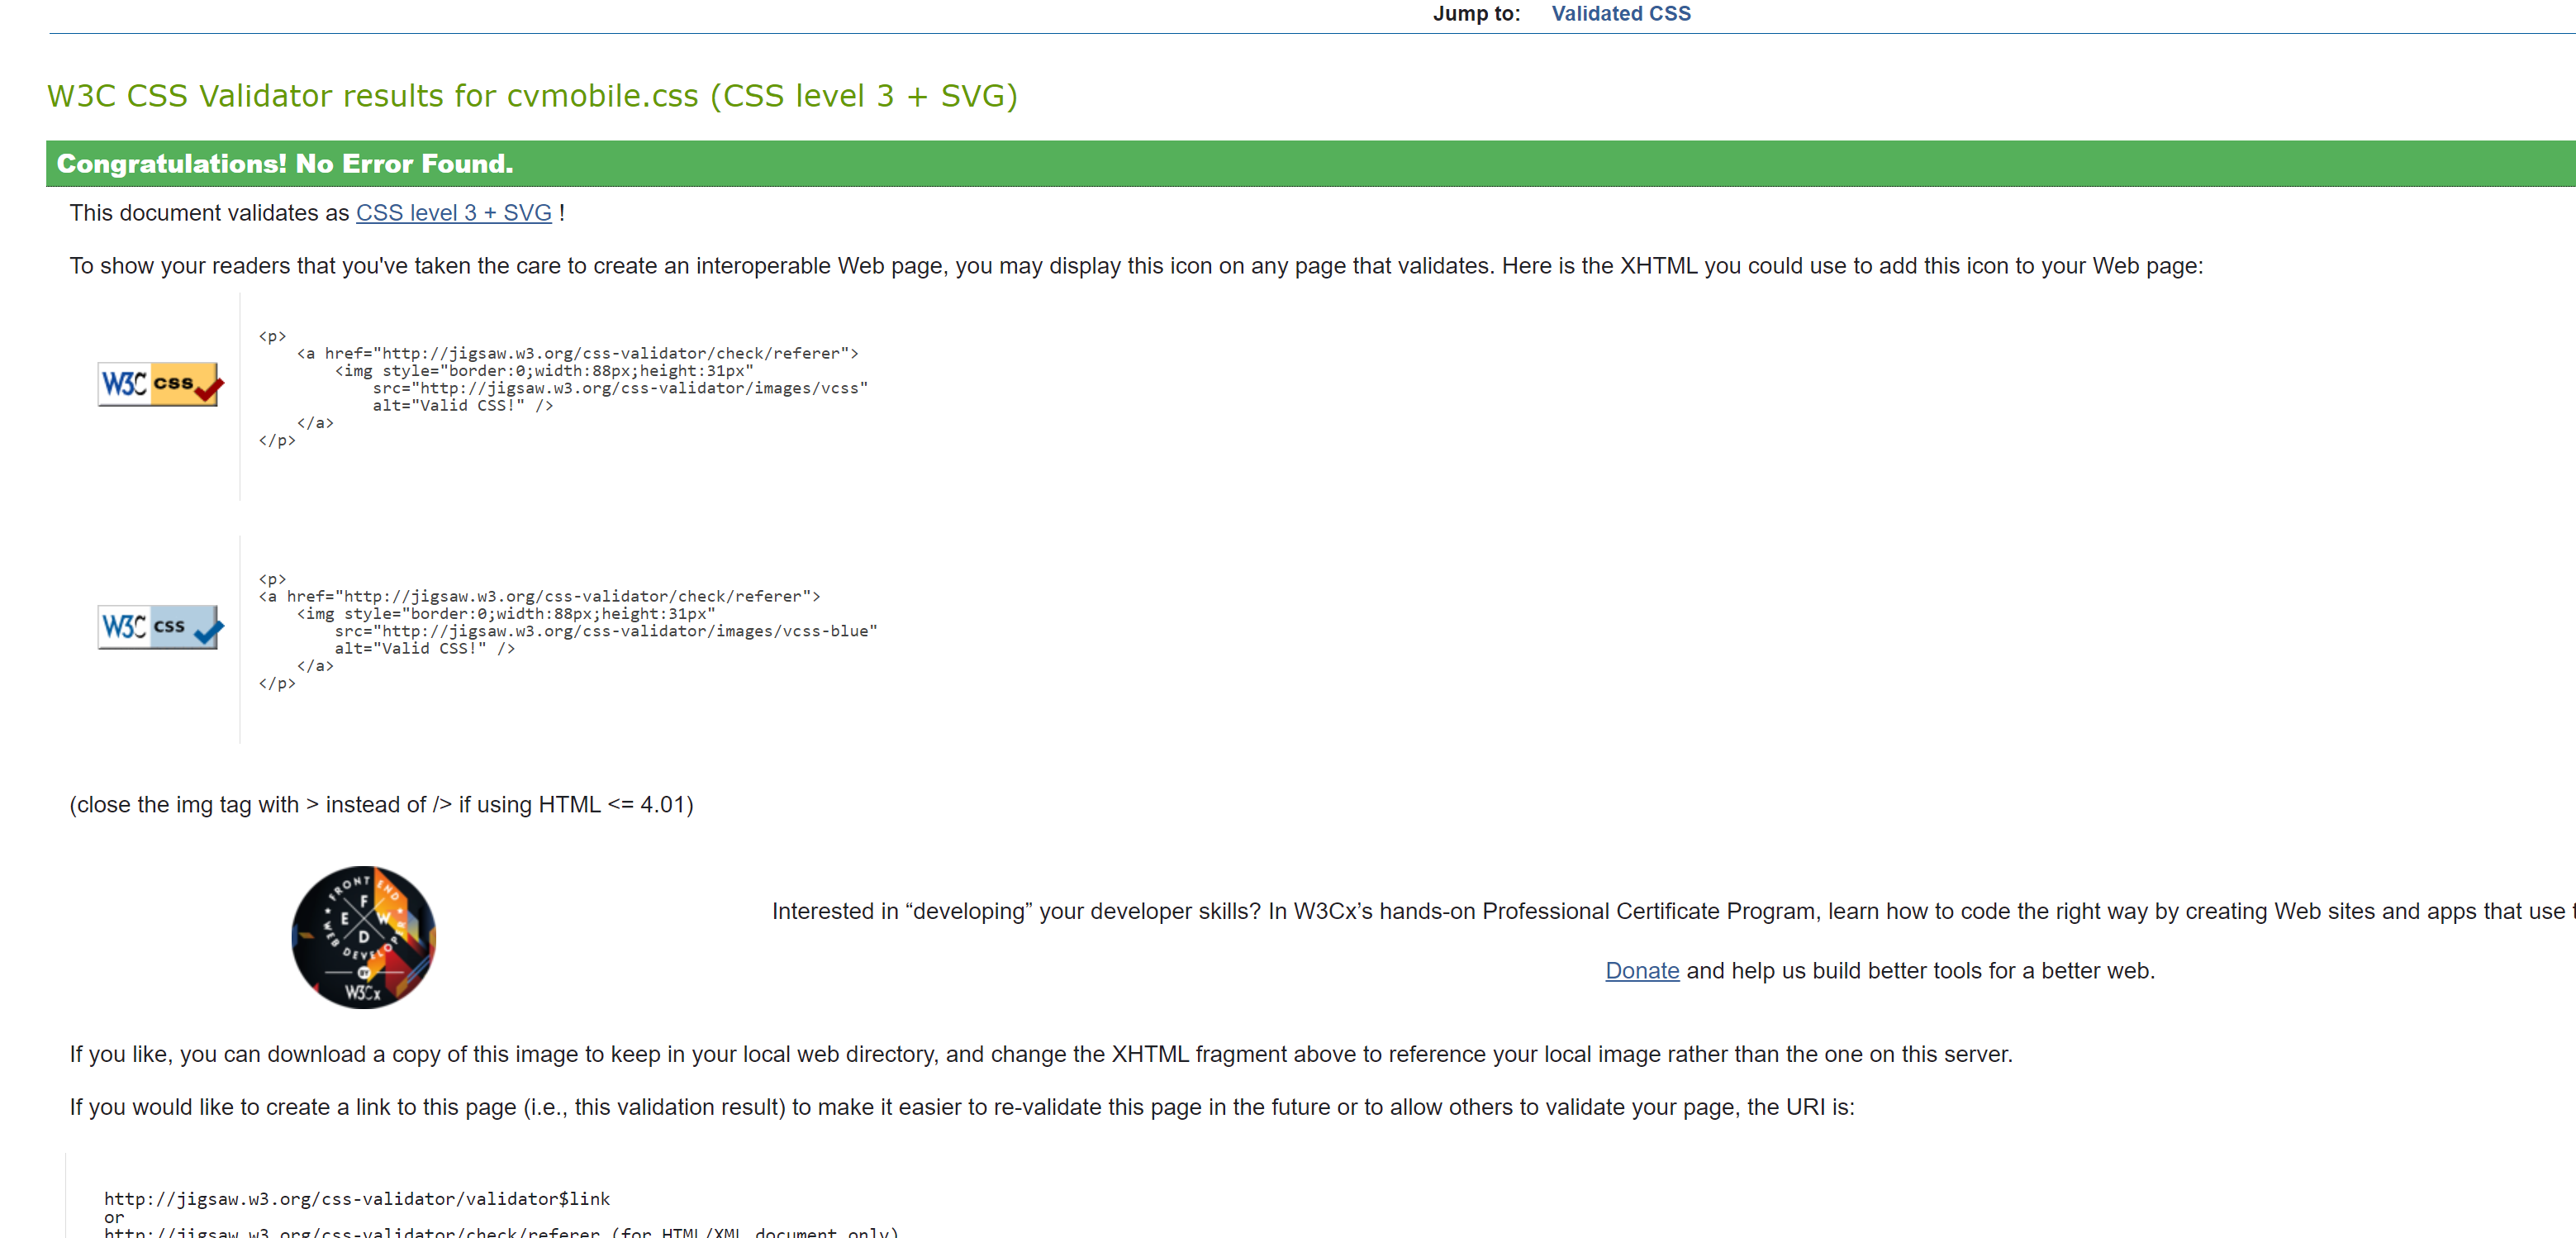 Jump to: Validated CSS
W3C CSS Validator results for cvmobile.css (CSS level 3 + SVG)
Congratulations! No Error Found.
This document validates as CSS level 3 + SVG !
To show your readers that you've taken the care to create an interoperable Web page, you may display this icon on any page that validates. Here is the XHTML you could use to add this icon to your Web page:
W3C css
<p>
<a href="http://jigsaw.w3.org/css-validator/check/referer">
<img style="border:0;width:88px;height:31px"
src="http://jigsaw.w3.org/css-validator/images/vcss"
alt="Valid CSS!" />
</a>
</p>
W3C css
<p>
<a href="http://jigsaw.w3.org/css-validator/check/referer">
<img style="border:0;width:88px;height:31px"
src="http://jigsaw.w3.org/css-validator/images/vcss-blue"
alt="Valid CSS!" />
</a>
</p>
(close the img tag with > instead of /> if using HTML <= 4.01)
FRONT END
F
E W
D
WEB DEVELOPER
BY
W3Cx
Interested in “developing” your developer skills? In W3Cx’s hands-on Professional Certificate Program, learn how to code the right way by creating Web sites and apps that use
Donate and help us build better tools for a better web.
If you like, you can download a copy of this image to keep in your local web directory, and change the XHTML fragment above to reference your local image rather than the one on this server.
If you would like to create a link to this page (i.e., this validation result) to make it easier to re-validate this page in the future or to allow others to validate your page, the URI is:
http://jigsaw.w3.org/css-validator/validator$link
or
http://jigsaw.w3.org/css-validator/check/referer (for HTML/XML document only)